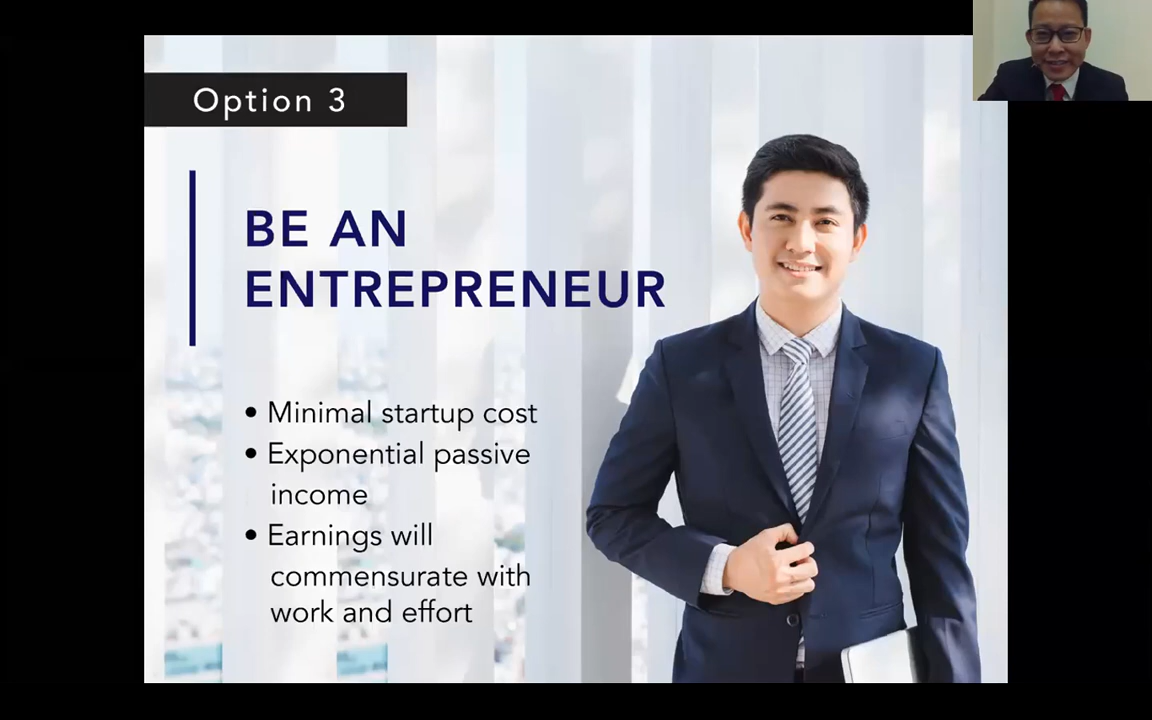 Option 3
BE AN
ENTREPRENEUR
• Minimal startup cost
• Exponential passive
income
• Earnings will
commensurate with
work and effort